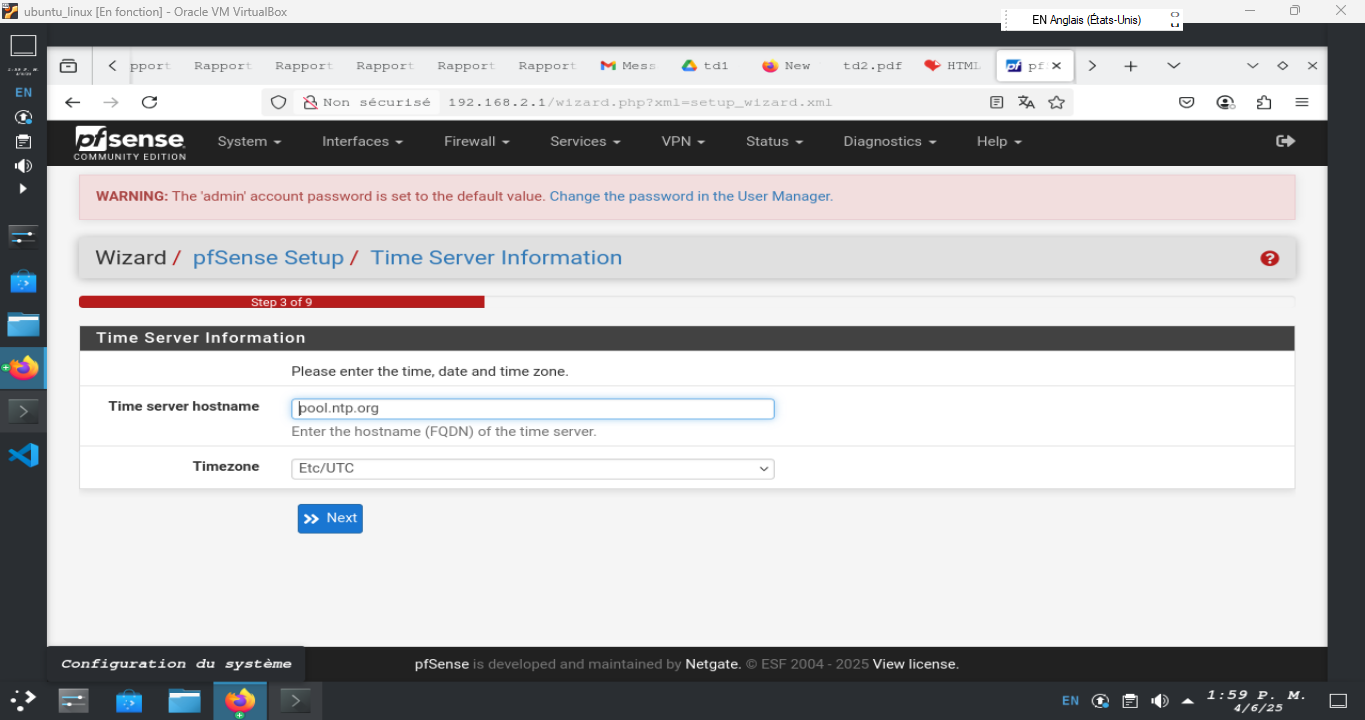 ubuntu_linux [En fonction] - Oracle VM VirtualBox
EN Anglais (États-Unis)
pport Rapport Rapport Rapport Rapport Rapport Mess td1 New td2.pdf HTML pf
EN
Non sécurisé 192.168.2.1/wizard.php?xml=setup_wizard.xml
pfsense
COMMUNITY EDITION
System Interfaces Firewall Services VPN Status Diagnostics Help
WARNING: The 'admin' account password is set to the default value. Change the password in the User Manager.
Wizard / pfSense Setup / Time Server Information
Step 3 of 9
Time Server Information
Please enter the time, date and time zone.
Time server hostname pool.ntp.org
Enter the hostname (FQDN) of the time server.
Timezone Etc/UTC
Next
Configuration du système
pfSense is developed and maintained by Netgate. © ESF 2004 - 2025 View license.
EN 1:59 P. M.
4/6/25